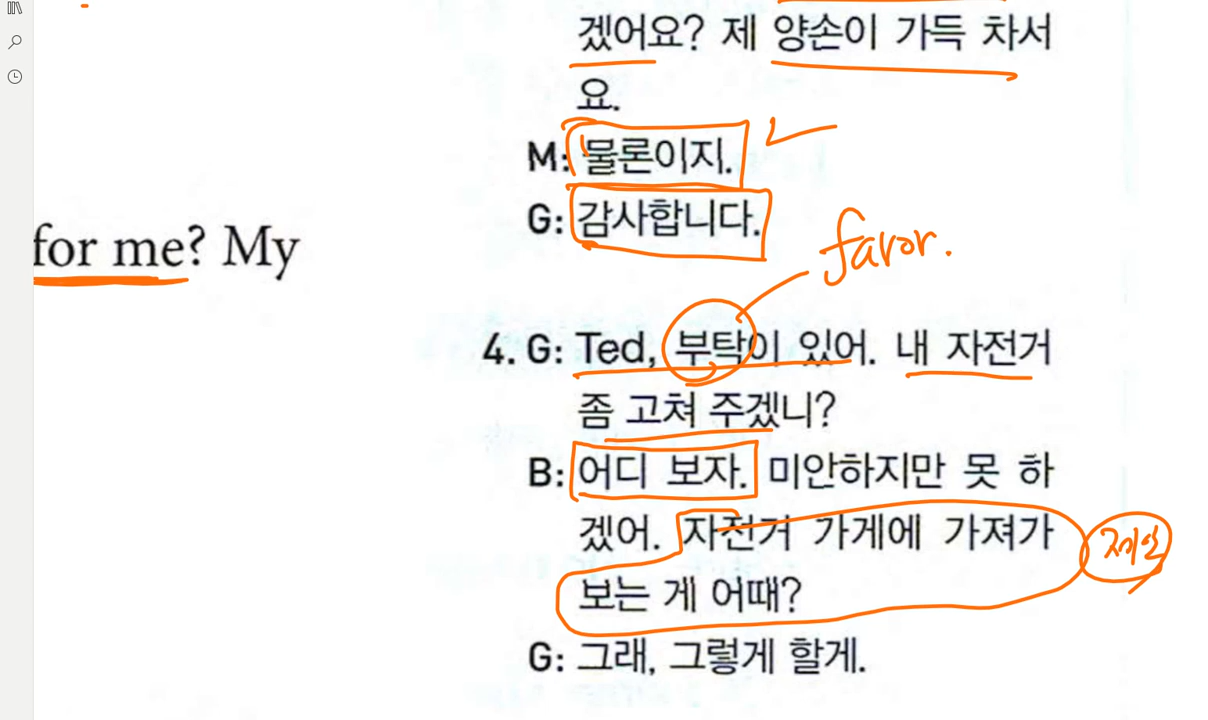 겠어요? 제 양손이 가득 차서
요.
M: 물론이지.
G: 감사합니다.
favor.
for me? My
4. G: Ted, 부탁이 있어. 내 자전거
좀 고쳐 주겠니?
B: 어디 보자. 미안하지만 못 하
겠어. 자전거 가게에 가져가
제안
보는 게 어때?
G: 그래, 그렇게 할게.